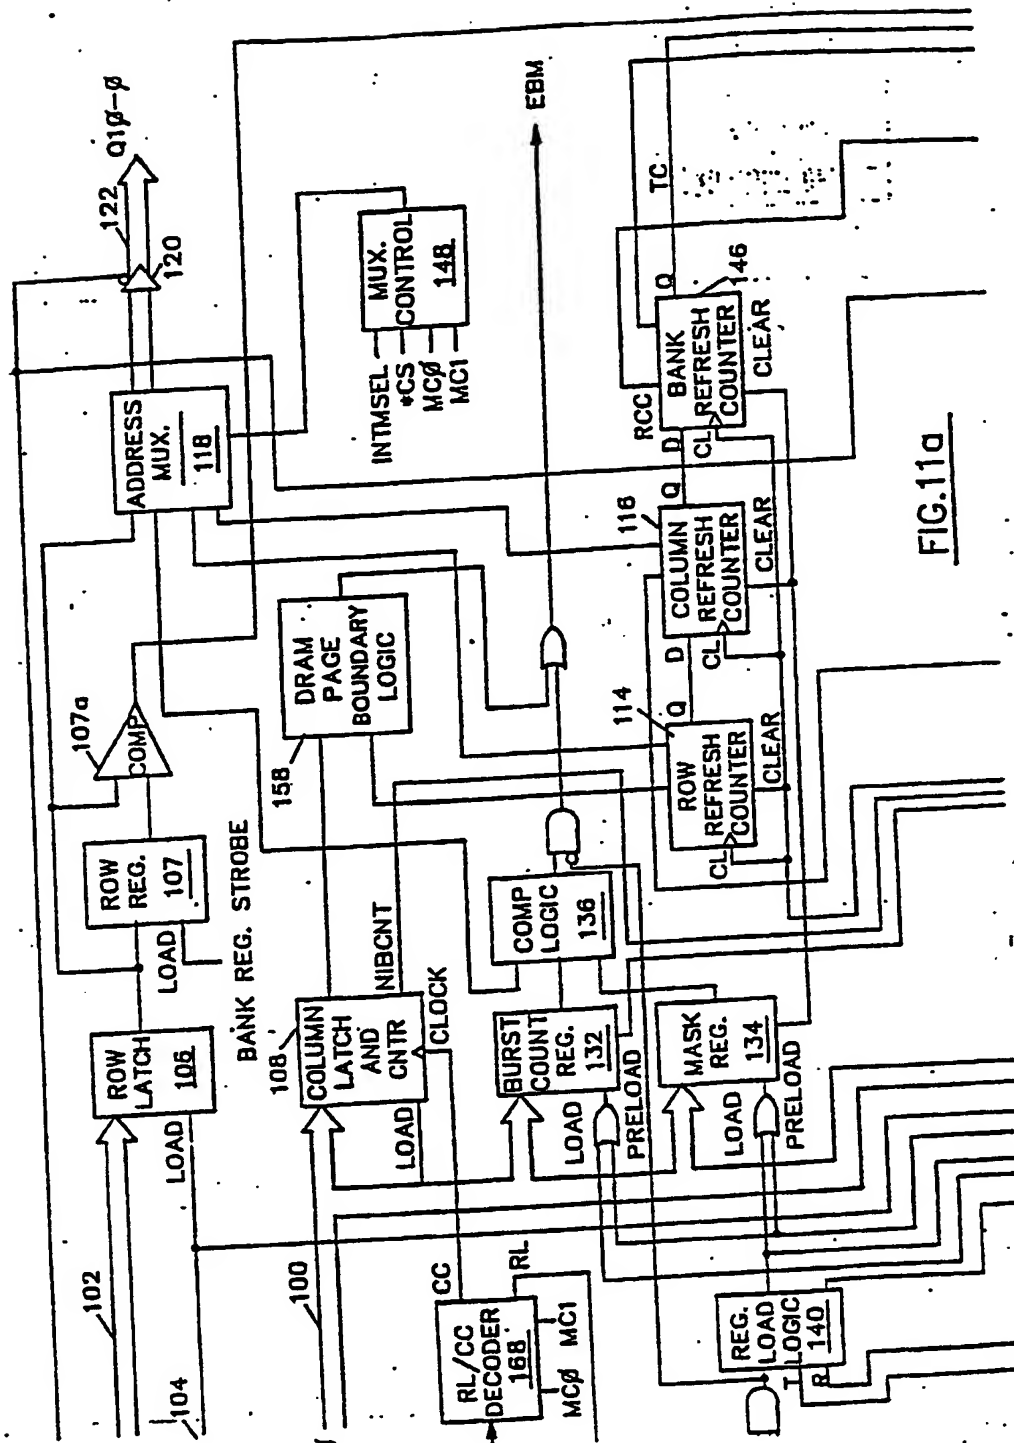 102
104
ROW
LATCH
106
LOAD
ROW
REG.
107
LOAD
BANK REG. STROBE
107a
COMP
ADDRESS
MUX.
118
122
120
Q1Ø-Ø
100
108
COLUMN
LATCH
AND
CNTR
LOAD
NIBCNT
CLOCK
158
DRAM
PAGE
BOUNDARY
LOGIC
INTMSEL
*CS
MCØ
MC1
MUX.
CONTROL
148
RL/CC
DECODER
168
CC
RL
MCØ
MC1
BURST
COUNT
REG.
132
LOAD
PRELOAD
COMP
LOGIC
136
EBM
MASK
REG.
134
LOAD
PRELOAD
REG.
LOAD
LOGIC
140
T
R
114
ROW
REFRESH
COUNTER
CL
Q
CLEAR
116
COLUMN
REFRESH
COUNTER
D
CL
Q
CLEAR
RCC
BANK
REFRESH
COUNTER
D
CL
Q
TC
146
CLEAR
FIG.11a